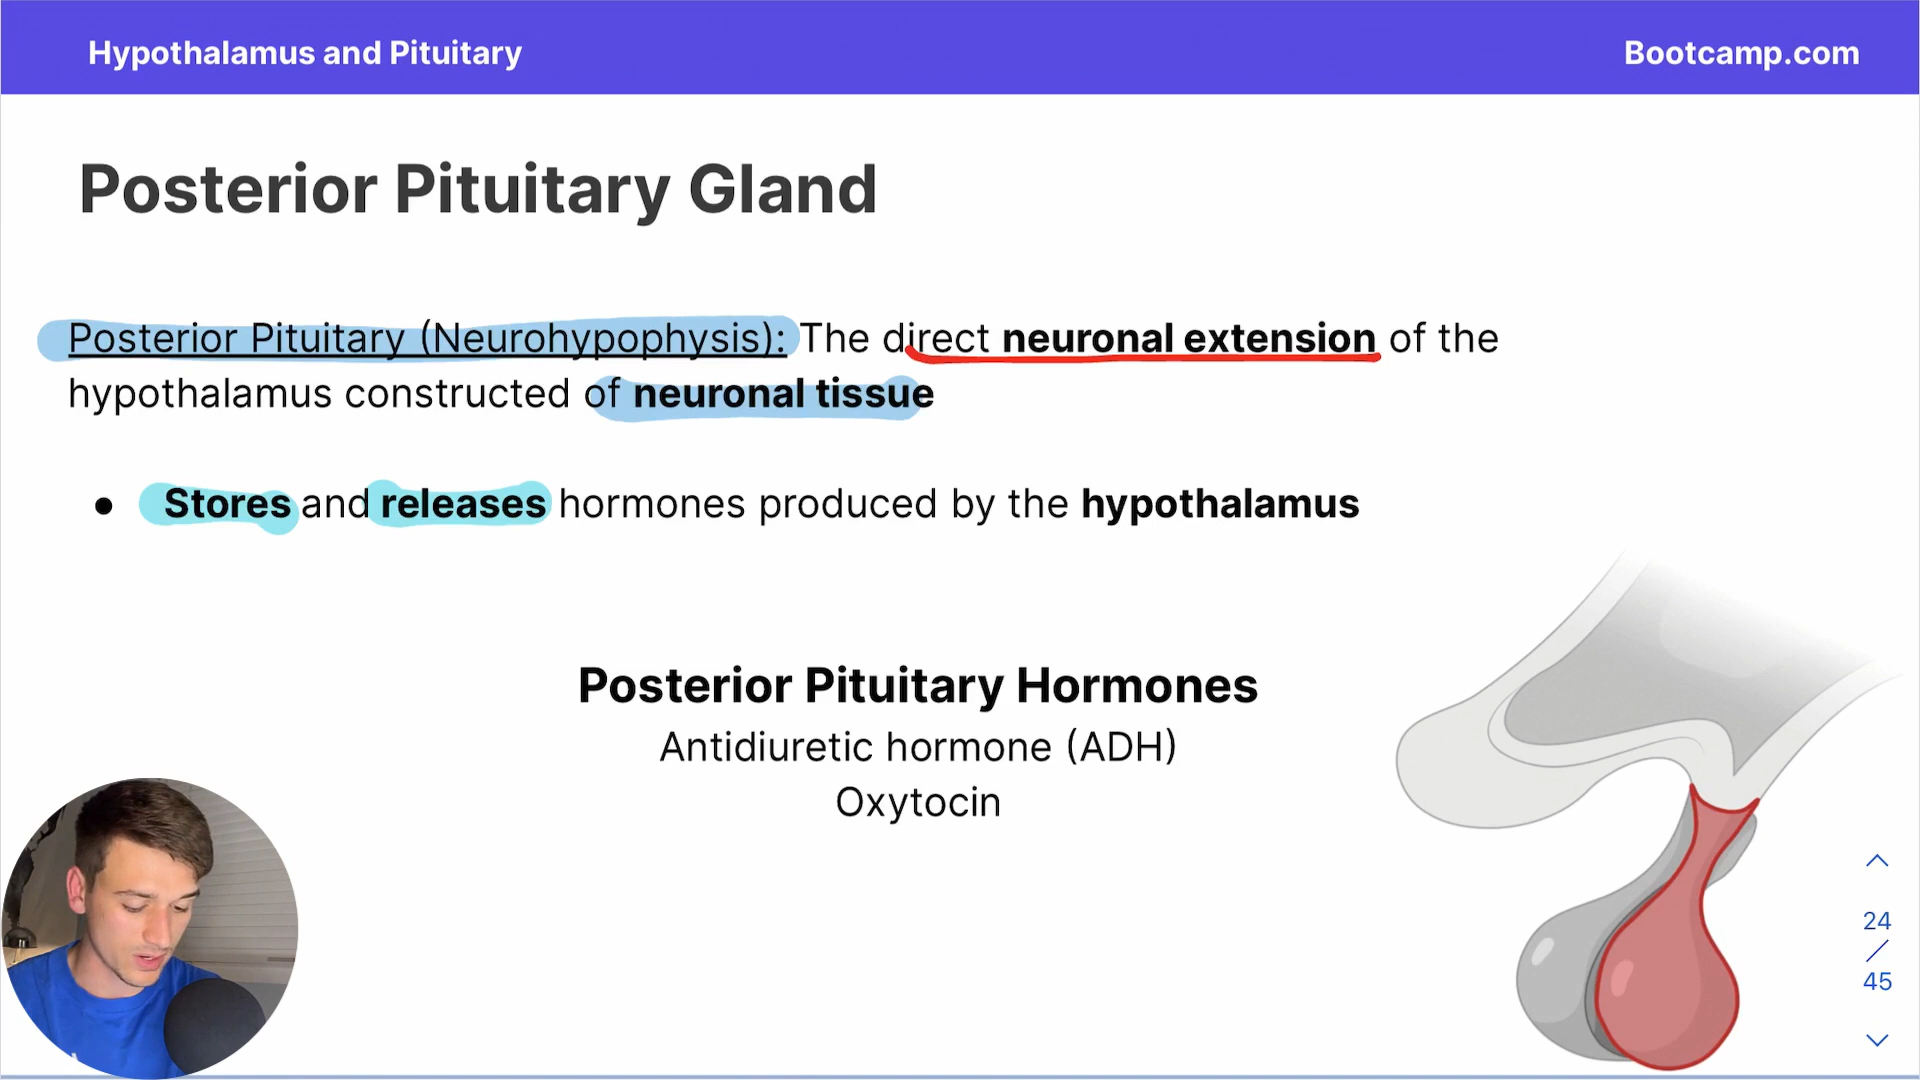 Hypothalamus and Pituitary
Bootcamp.com
Posterior Pituitary Gland
Posterior Pituitary (Neurohypophysis): The direct neuronal extension of the
hypothalamus constructed of neuronal tissue
● Stores and releases hormones produced by the hypothalamus
Posterior Pituitary Hormones
Antidiuretic hormone (ADH)
Oxytocin
24
/
45